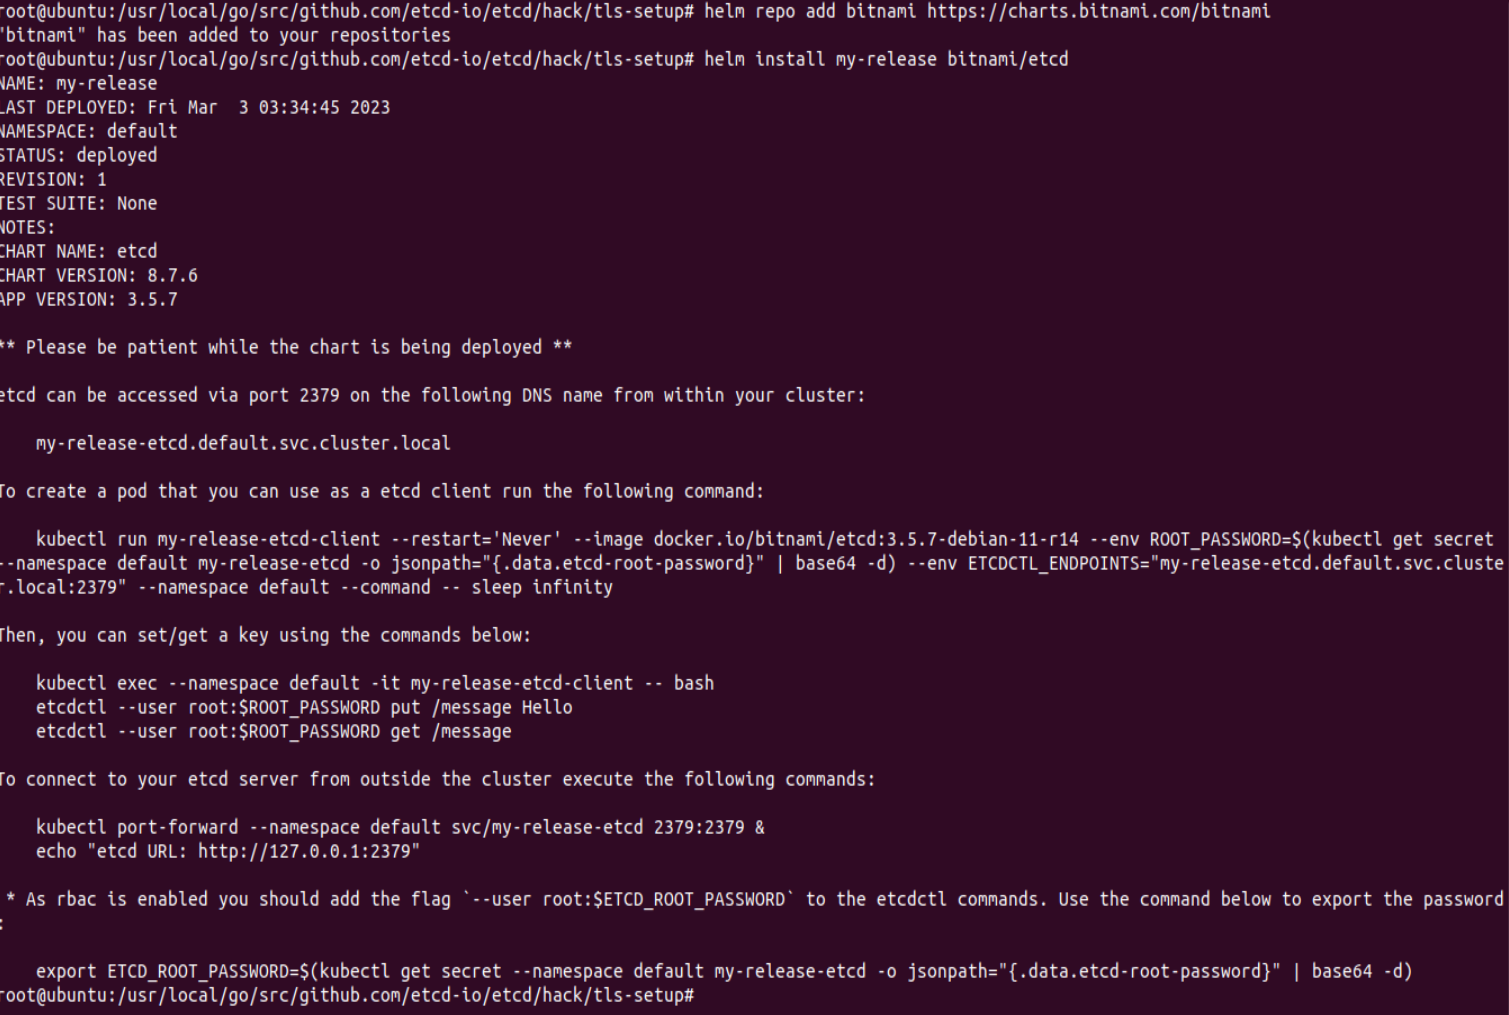 root@ubuntu:/usr/local/go/src/github.com/etcd-io/etcd/hack/tls-setup# helm repo add bitnami https://charts.bitnami.com/bitnami
"bitnami" has been added to your repositories
root@ubuntu:/usr/local/go/src/github.com/etcd-io/etcd/hack/tls-setup# helm install my-release bitnami/etcd
NAME: my-release
LAST DEPLOYED: Fri Mar  3 03:34:45 2023
NAMESPACE: default
STATUS: deployed
REVISION: 1
TEST SUITE: None
NOTES:
CHART NAME: etcd
CHART VERSION: 8.7.6
APP VERSION: 3.5.7
** Please be patient while the chart is being deployed **
etcd can be accessed via port 2379 on the following DNS name from within your cluster:
    my-release-etcd.default.svc.cluster.local
To create a pod that you can use as a etcd client run the following command:
    kubectl run my-release-etcd-client --restart='Never' --image docker.io/bitnami/etcd:3.5.7-debian-11-r14 --env ROOT_PASSWORD=$(kubectl get secret
--namespace default my-release-etcd -o jsonpath="{.data.etcd-root-password}" | base64 -d) --env ETCDCTL_ENDPOINTS="my-release-etcd.default.svc.cluste
r.local:2379" --namespace default --command -- sleep infinity
Then, you can set/get a key using the commands below:
    kubectl exec --namespace default -it my-release-etcd-client -- bash
    etcdctl --user root:$ROOT_PASSWORD put /message Hello
    etcdctl --user root:$ROOT_PASSWORD get /message
To connect to your etcd server from outside the cluster execute the following commands:
    kubectl port-forward --namespace default svc/my-release-etcd 2379:2379 &
    echo "etcd URL: http://127.0.0.1:2379"
 * As rbac is enabled you should add the flag `--user root:$ETCD_ROOT_PASSWORD` to the etcdctl commands. Use the command below to export the password
:
    export ETCD_ROOT_PASSWORD=$(kubectl get secret --namespace default my-release-etcd -o jsonpath="{.data.etcd-root-password}" | base64 -d)
root@ubuntu:/usr/local/go/src/github.com/etcd-io/etcd/hack/tls-setup#